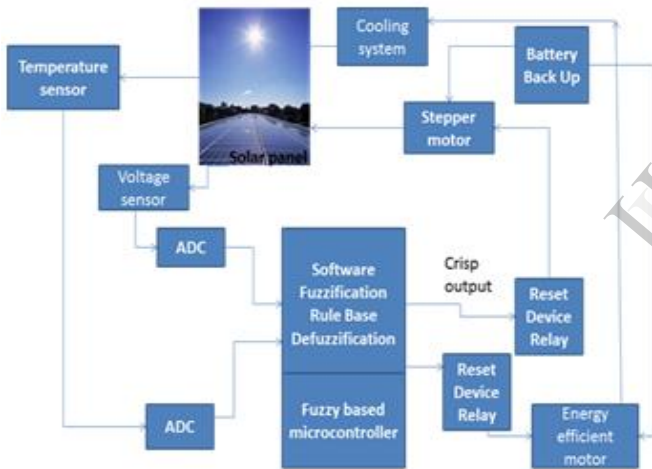 Cooling
system
Temperature
sensor
Battery
Back Up
Stepper
motor
Solar panel
Voltage
sensor
ADC
Software
Fuzzification
Rule Base
Defuzzification
Crisp
output
Reset
Device
Relay
Reset
Device
Relay
ADC
Fuzzy based
microcontroller
Energy
efficient
motor